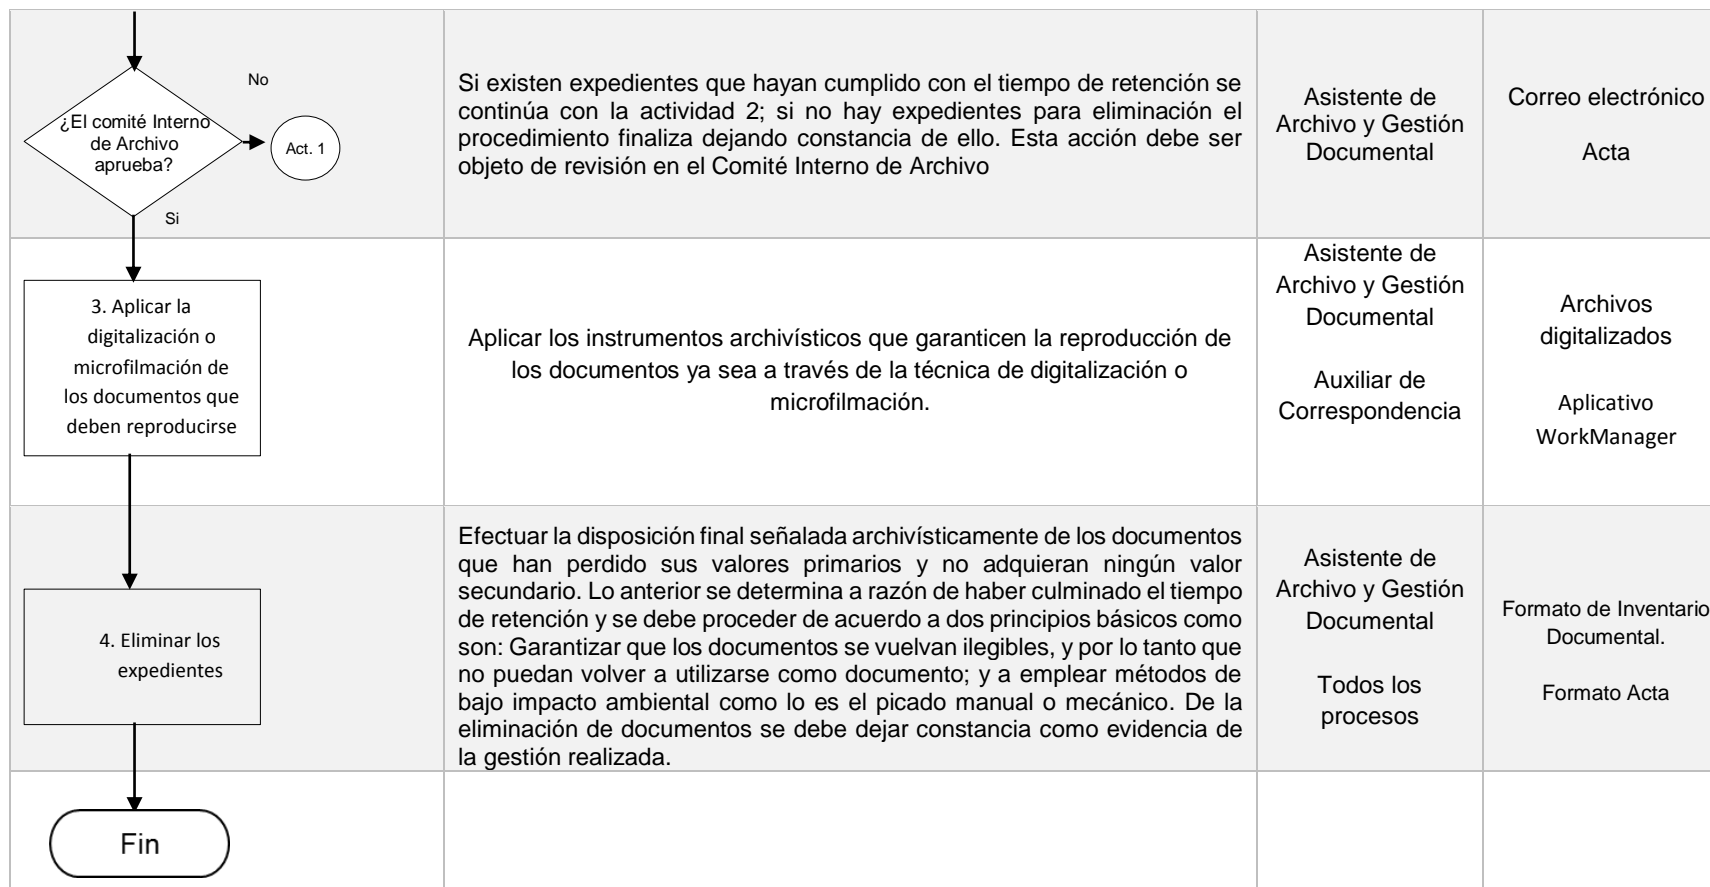 No
¿El comité Interno
de Archivo
aprueba?
Act. 1
Si
Si existen expedientes que hayan cumplido con el tiempo de retención se
continúa con la actividad 2; si no hay expedientes para eliminación el
procedimiento finaliza dejando constancia de ello. Esta acción debe ser
objeto de revisión en el Comité Interno de Archivo
Asistente de
Archivo y Gestión
Documental
Correo electrónico
Acta
3. Aplicar la
digitalización o
microfilmación de
los documentos que
deben reproducirse
Aplicar los instrumentos archivísticos que garanticen la reproducción de
los documentos ya sea a través de la técnica de digitalización o
microfilmación.
Asistente de
Archivo y Gestión
Documental
Auxiliar de
Correspondencia
Archivos
digitalizados
Aplicativo
WorkManager
4. Eliminar los
expedientes
Efectuar la disposición final señalada archivísticamente de los documentos
que han perdido sus valores primarios y no adquieran ningún valor
secundario. Lo anterior se determina a razón de haber culminado el tiempo
de retención y se debe proceder de acuerdo a dos principios básicos como
son: Garantizar que los documentos se vuelvan ilegibles, y por lo tanto que
no puedan volver a utilizarse como documento; y a emplear métodos de
bajo impacto ambiental como lo es el picado manual o mecánico. De la
eliminación de documentos se debe dejar constancia como evidencia de
la gestión realizada.
Asistente de
Archivo y Gestión
Documental
Todos los
procesos
Formato de Inventario
Documental.
Formato Acta
Fin